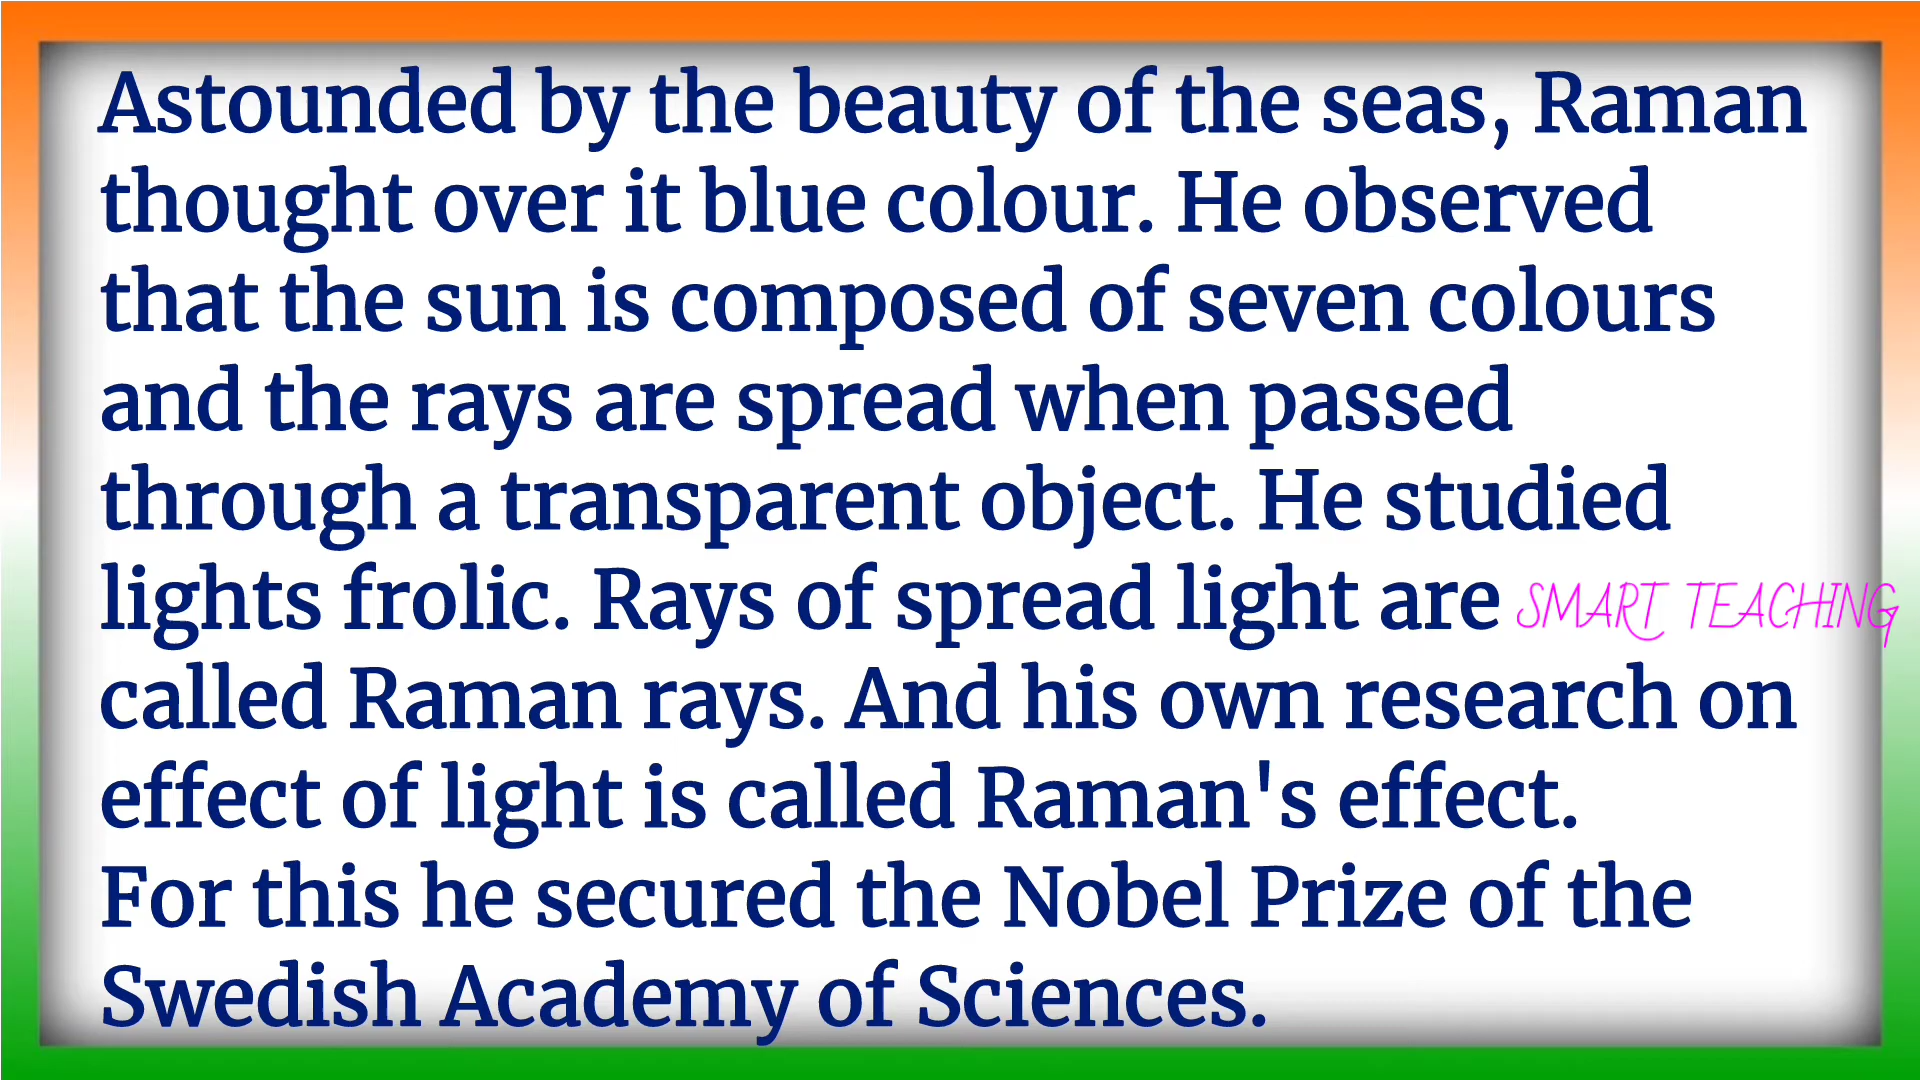 Astounded by the beauty of the seas, Raman
thought over it blue colour. He observed
that the sun is composed of seven colours
and the rays are spread when passed
through a transparent object. He studied
lights frolic. Rays of spread light are
SMART TEACHING
called Raman rays. And his own research on
effect of light is called Raman's effect.
For this he secured the Nobel Prize of the
Swedish Academy of Sciences.